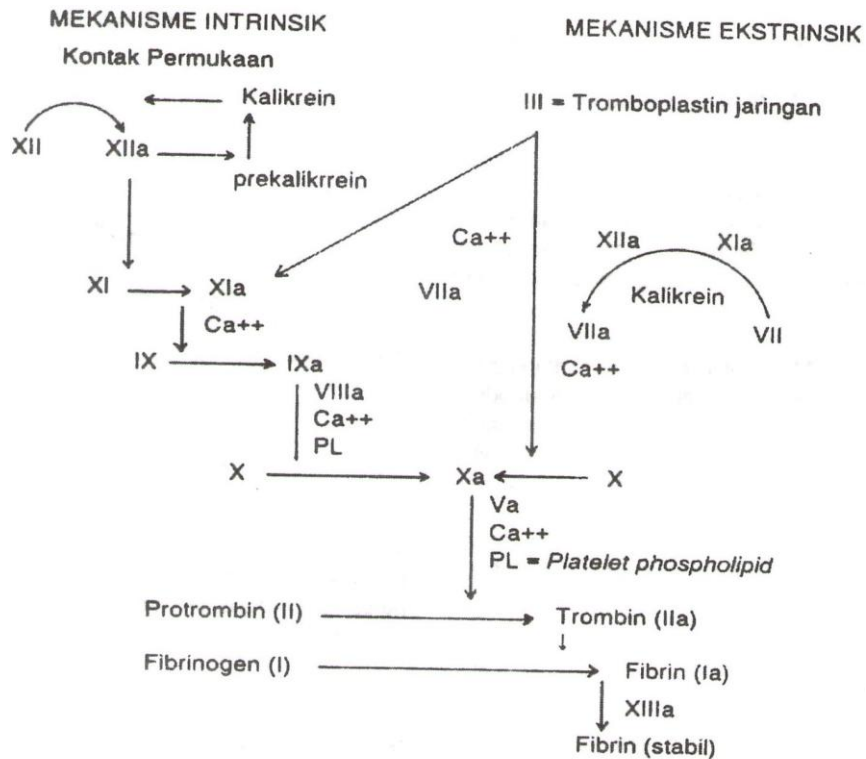 MEKANISME INTRINSIK
MEKANISME EKSTRINSIK
Kontak Permukaan
Kalikrein
III = Tromboplastin jaringan
XII
XIIa
prekalikrrein
Ca++
XIIa
XIa
XI
XIa
VIIa
Kalikrein
Ca++
VIIa
VII
IX
IXa
Ca++
VIIIa
Ca++
PL
X
Xa
X
Va
Ca++
PL = Platelet phospholipid
Protrombin (II)
Trombin (IIa)
Fibrinogen (I)
Fibrin (Ia)
XIIIa
Fibrin (stabil)